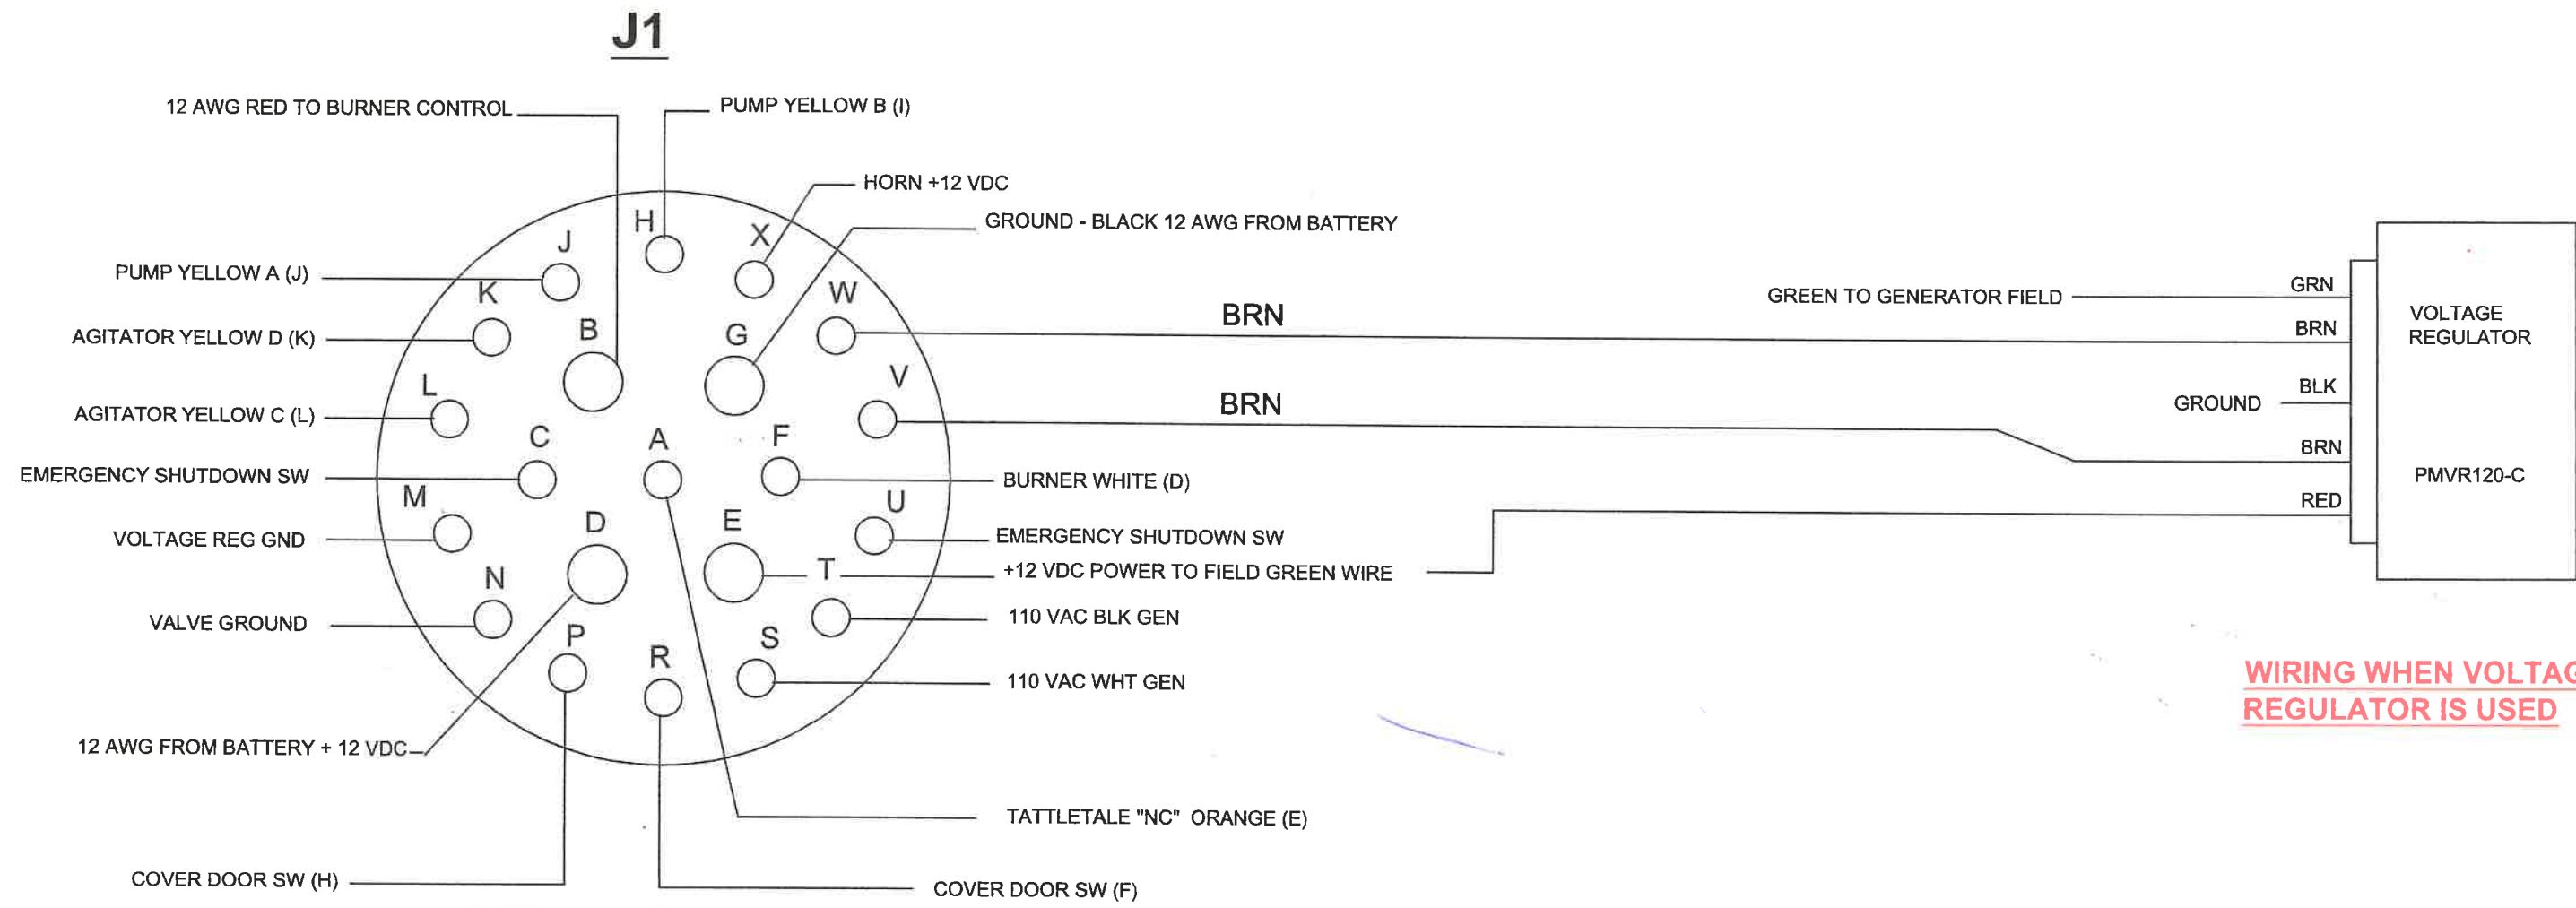 J1
12 AWG RED TO BURNER CONTROL
PUMP YELLOW B (I)
HORN +12 VDC
GROUND - BLACK 12 AWG FROM BATTERY
H
X
J
PUMP YELLOW A (J)
K
W
B
G
AGITATOR YELLOW D (K)
BRN
GREEN TO GENERATOR FIELD
GRN
BRN
VOLTAGE
REGULATOR
L
V
AGITATOR YELLOW C (L)
BRN
GROUND
BLK
C
A
F
BRN
EMERGENCY SHUTDOWN SW
BURNER WHITE (D)
PMVR120-C
M
U
RED
VOLTAGE REG GND
D
E
EMERGENCY SHUTDOWN SW
N
T
+12 VDC POWER TO FIELD GREEN WIRE
VALVE GROUND
110 VAC BLK GEN
P
R
S
110 VAC WHT GEN
WIRING WHEN VOLTAG
REGULATOR IS USED
12 AWG FROM BATTERY + 12 VDC
TATTLETALE "NC" ORANGE (E)
COVER DOOR SW (H)
COVER DOOR SW (F)